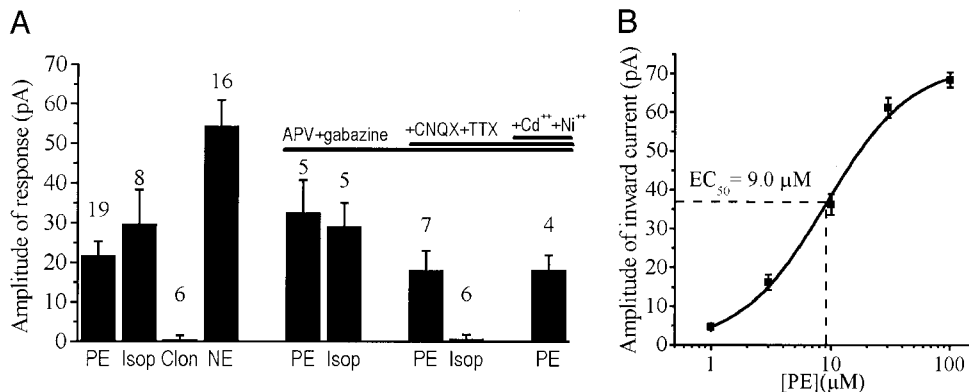 A
Amplitude of response (pA)
70
60
50
40
30
20
10
0
19
8
6
16
APV+gabazine
+CNQX+TTX
+Cd++ +Ni++
5
5
7
6
4
PE Isop Clon NE PE Isop PE Isop PE
B
Amplitude of inward current (pA)
70
60
50
40
30
20
10
0
EC50 = 9.0 μM
1 10 100
[PE](μM)